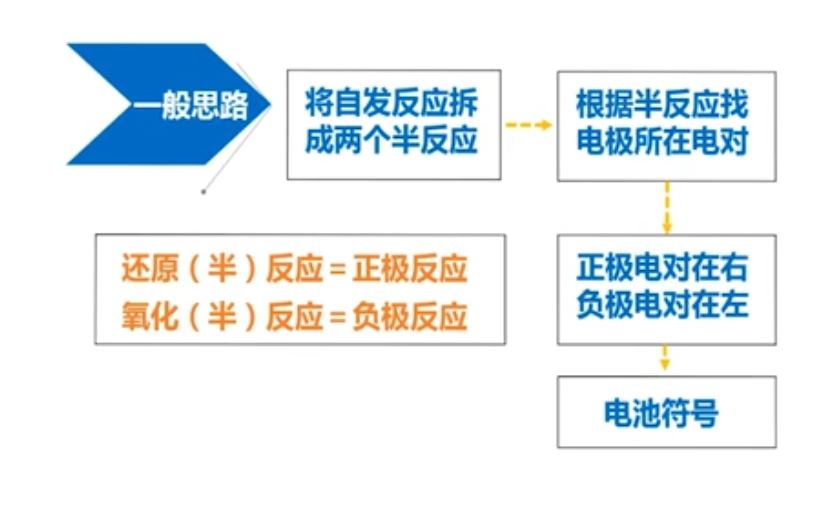 一般思路
将自发反应拆
成两个半反应
根据半反应找
电极所在电对
还原（半）反应=正极反应
氧化（半）反应=负极反应
正极电对在右
负极电对在左
电池符号